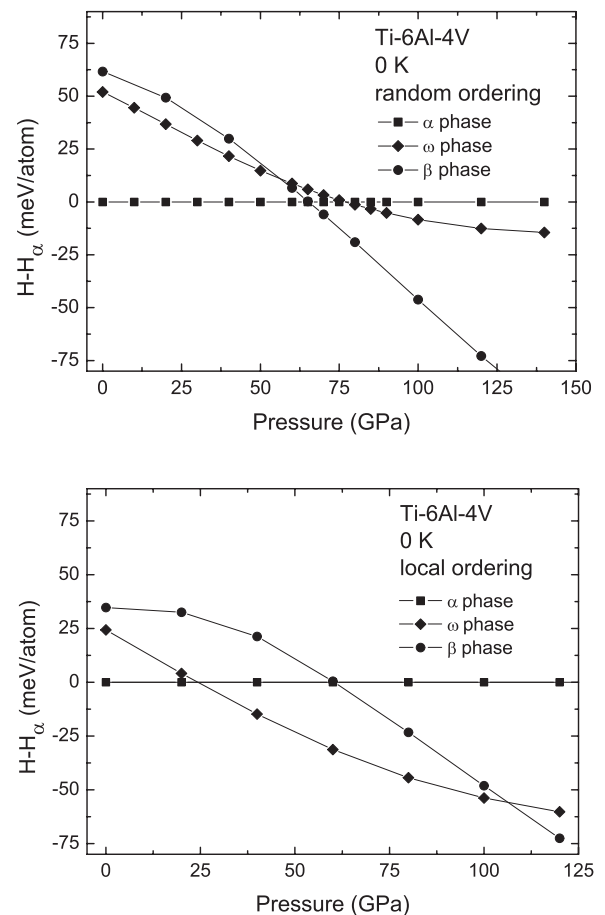 Ti-6Al-4V
0 K
random ordering
α phase
ω phase
β phase
75
50
25
0
-25
-50
-75
H-Hα (meV/atom)
0 25 50 75 100 125 150
Pressure (GPa)
Ti-6Al-4V
0 K
local ordering
α phase
ω phase
β phase
75
50
25
0
-25
-50
-75
H-Hα (meV/atom)
0 25 50 75 100 125
Pressure (GPa)